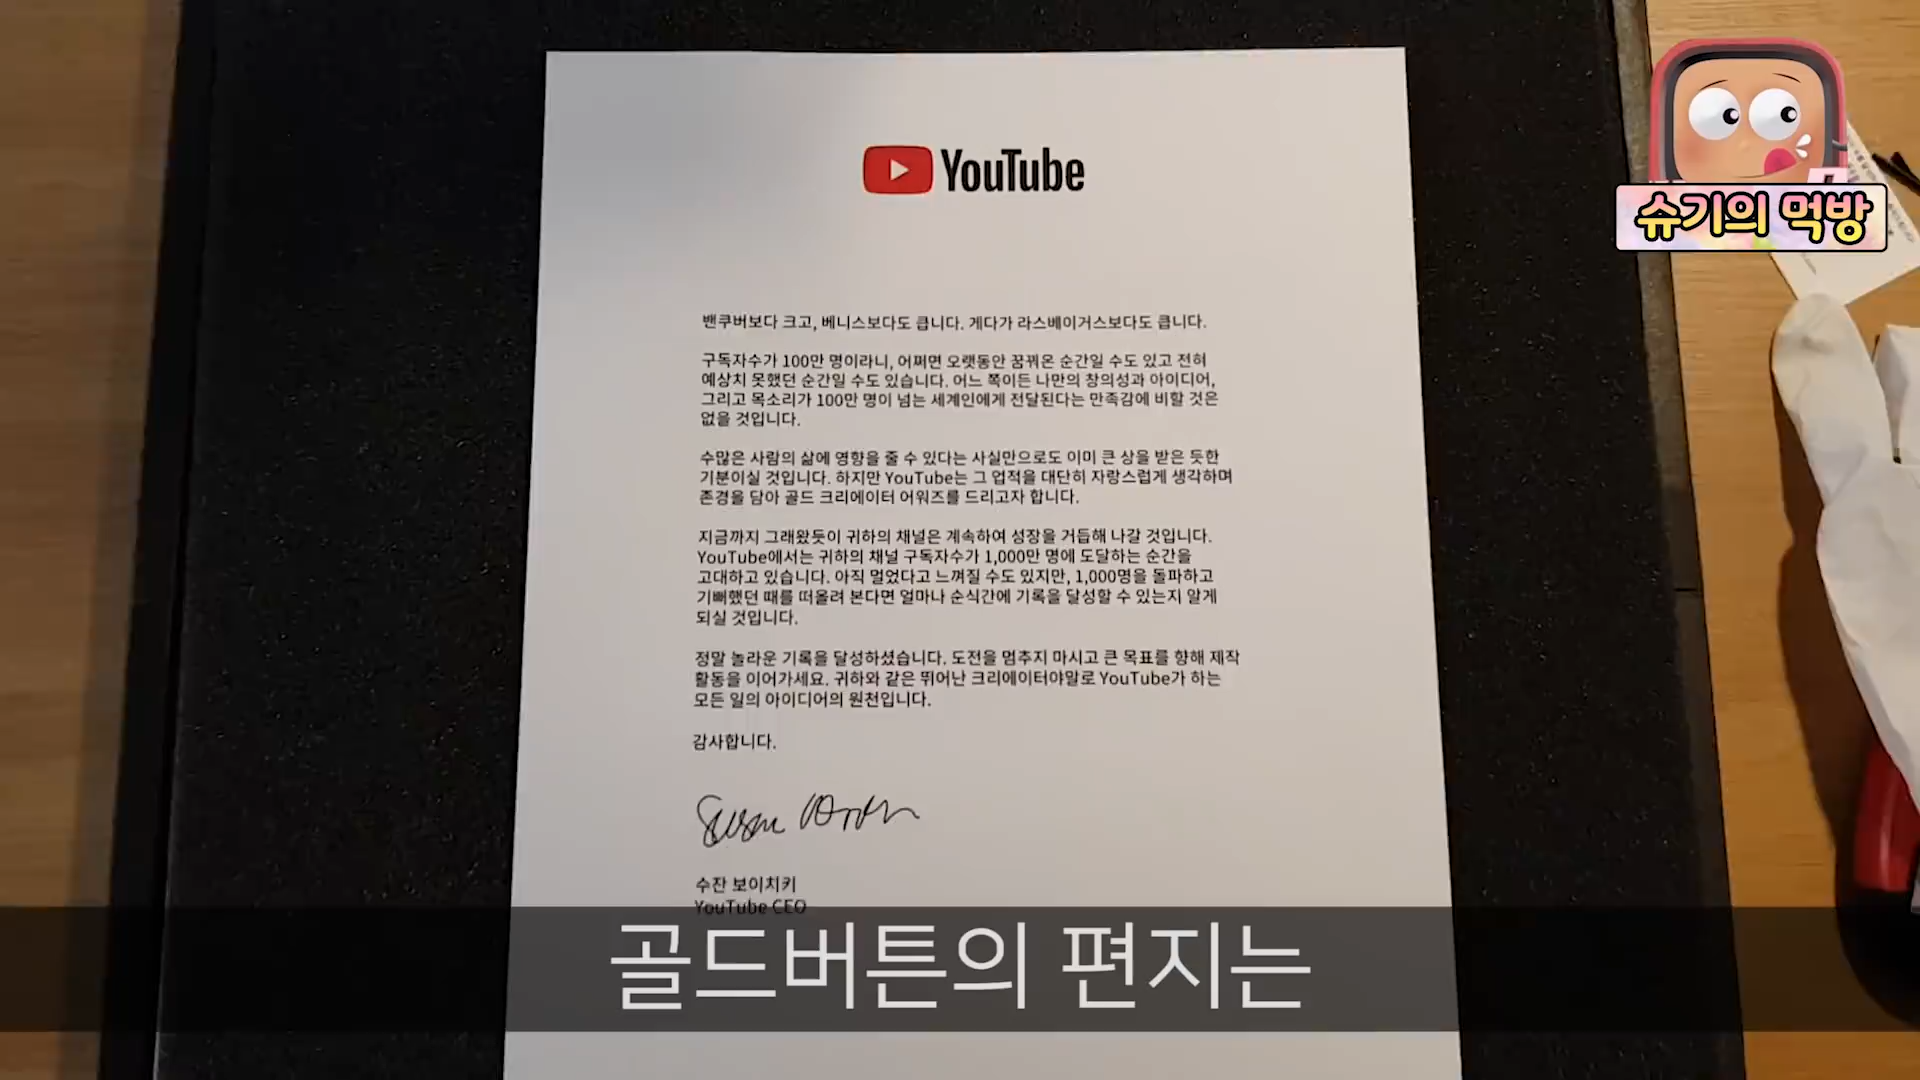 YouTube
슈기의 먹방
밴쿠버보다 크고, 베니스보다도 큽니다. 게다가 라스베이거스보다도 큽니다.
구독자수가 100만 명이라니, 어쩌면 오랫동안 꿈꿔온 순간일 수도 있고 전혀
예상치 못했던 순간일 수도 있습니다. 어느 쪽이든 나만의 창의성과 아이디어,
그리고 목소리가 100만 명이 넘는 세계인에게 전달된다는 만족감에 비할 것은
없을 것입니다.
수많은 사람의 삶에 영향을 줄 수 있다는 사실만으로도 이미 큰 상을 받은 듯한
기분이실 것입니다. 하지만 YouTube는 그 업적을 대단히 자랑스럽게 생각하며
존경을 담아 골드 크리에이터 어워즈를 드리고자 합니다.
지금까지 그래왔듯이 귀하의 채널은 계속하여 성장을 거듭해 나갈 것입니다.
YouTube에서는 귀하의 채널 구독자수가 1,000만 명에 도달하는 순간을
고대하고 있습니다. 아직 멀었다고 느껴질 수도 있지만, 1,000명을 돌파하고
기뻐했던 때를 떠올려 본다면 얼마나 순식간에 기록을 달성할 수 있는지 알게
되실 것입니다.
정말 놀라운 기록을 달성하셨습니다. 도전을 멈추지 마시고 큰 목표를 향해 제작
활동을 이어가세요. 귀하와 같은 뛰어난 크리에이터야말로 YouTube가 하는
모든 일의 아이디어의 원천입니다.
감사합니다.
수잔 보이치키
YouTube CEO
골드버튼의 편지는